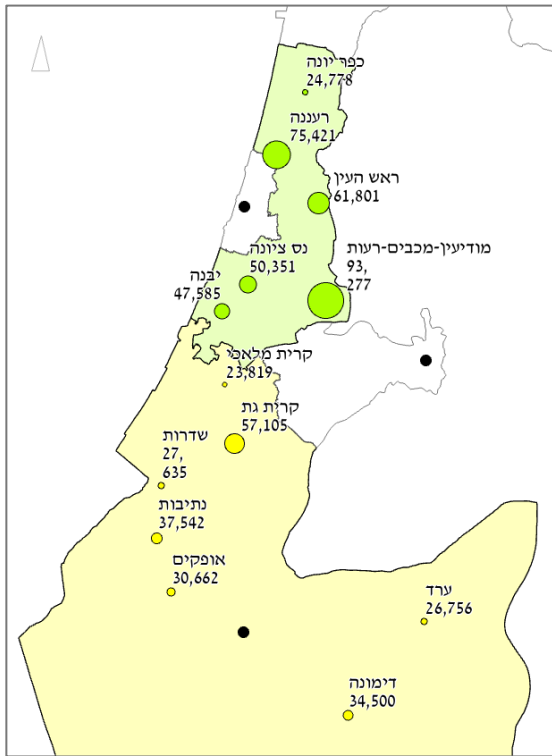 כפר יונה
24,778
רעננה
75,421
ראש העין
61,801
מודיעין-מכבים-רעות
93,
277
נס ציונה
50,351
יבנה
47,585
קרית מלאכי
23,819
קרית גת
57,105
שדרות
27,
635
נתיבות
37,542
אופקים
30,662
ערד
26,756
דימונה
34,500